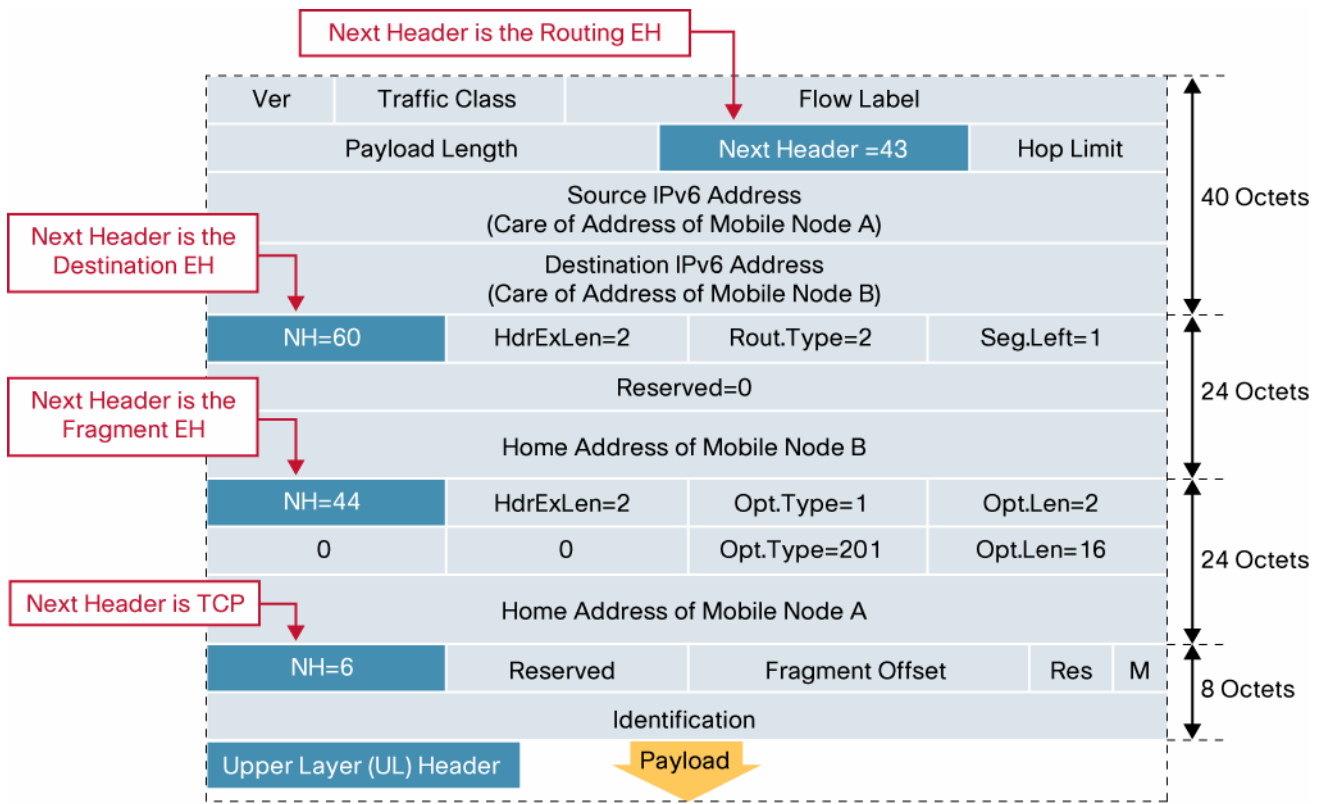 Next Header is the Routing EH
Ver Traffic Class Flow Label
Payload Length Next Header =43 Hop Limit
Source IPv6 Address
(Care of Address of Mobile Node A)
40 Octets
Next Header is the
Destination EH
Destination IPv6 Address
(Care of Address of Mobile Node B)
NH=60 HdrExLen=2 Rout.Type=2 Seg.Left=1
Reserved=0
24 Octets
Next Header is the
Fragment EH
Home Address of Mobile Node B
NH=44 HdrExLen=2 Opt.Type=1 Opt.Len=2
0 0 Opt.Type=201 Opt.Len=16
24 Octets
Next Header is TCP
Home Address of Mobile Node A
NH=6 Reserved Fragment Offset Res M
8 Octets
Identification
Upper Layer (UL) Header
Payload